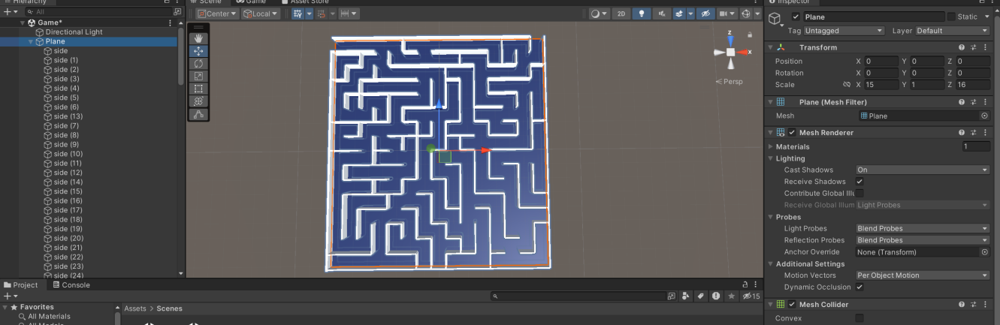 Hierarchy
Scene
Game
Asset Store
Inspector
All
Center
Local
2D
Game*
Directional Light
Plane
side
side (1)
side (2)
side (3)
side (4)
side (5)
side (6)
side (13)
side (7)
side (8)
side (9)
side (10)
side (11)
side (12)
side (14)
side (15)
side (16)
side (17)
side (18)
side (19)
side (20)
side (21)
side (22)
side (23)
side (24)
z
x
Persp
Plane
Static
Tag Untagged Layer Default
Transform
Position X 0 Y 0 Z 0
Rotation X 0 Y 0 Z 0
Scale X 15 Y 1 Z 16
Plane (Mesh Filter)
Mesh Plane
Mesh Renderer
Materials 1
Lighting
Cast Shadows On
Receive Shadows
Contribute Global Illu
Receive Global Illum Light Probes
Probes
Light Probes Blend Probes
Reflection Probes Blend Probes
Anchor Override None (Transform)
Additional Settings
Motion Vectors Per Object Motion
Dynamic Occlusion
Mesh Collider
Convex
Project Console
15
Favorites
All Materials
All Models
Assets > Scenes